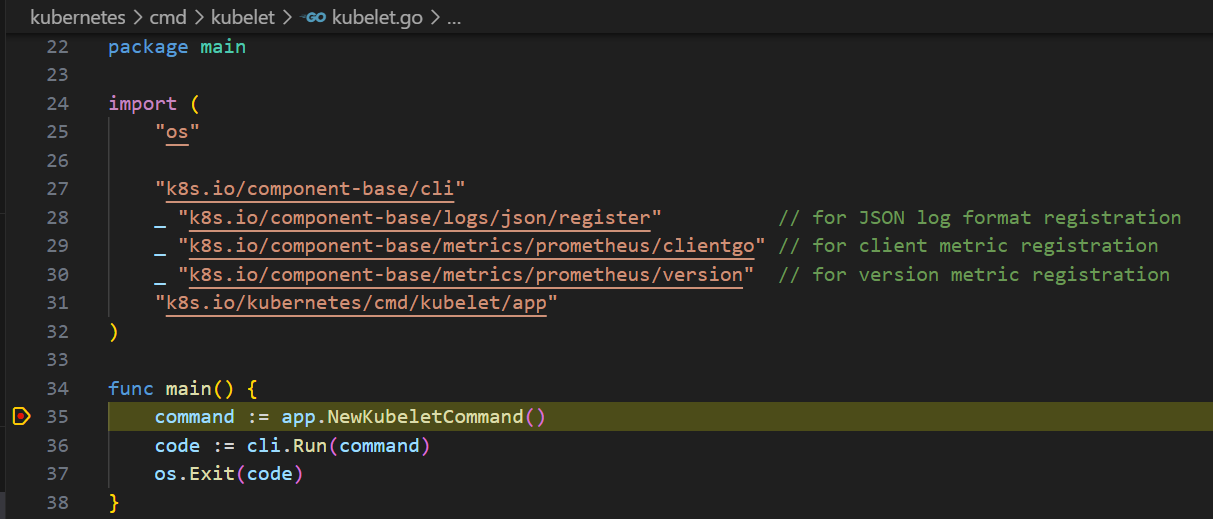 kubernetes > cmd > kubelet > GO kubelet.go > ...
22 package main
23
24 import (
25     "os"
26
27     "k8s.io/component-base/cli"
28     _ "k8s.io/component-base/logs/json/register"          // for JSON log format registration
29     _ "k8s.io/component-base/metrics/prometheus/clientgo" // for client metric registration
30     _ "k8s.io/component-base/metrics/prometheus/version"  // for version metric registration
31     "k8s.io/kubernetes/cmd/kubelet/app"
32 )
33
34 func main() {
35     command := app.NewKubeletCommand()
36     code := cli.Run(command)
37     os.Exit(code)
38 }